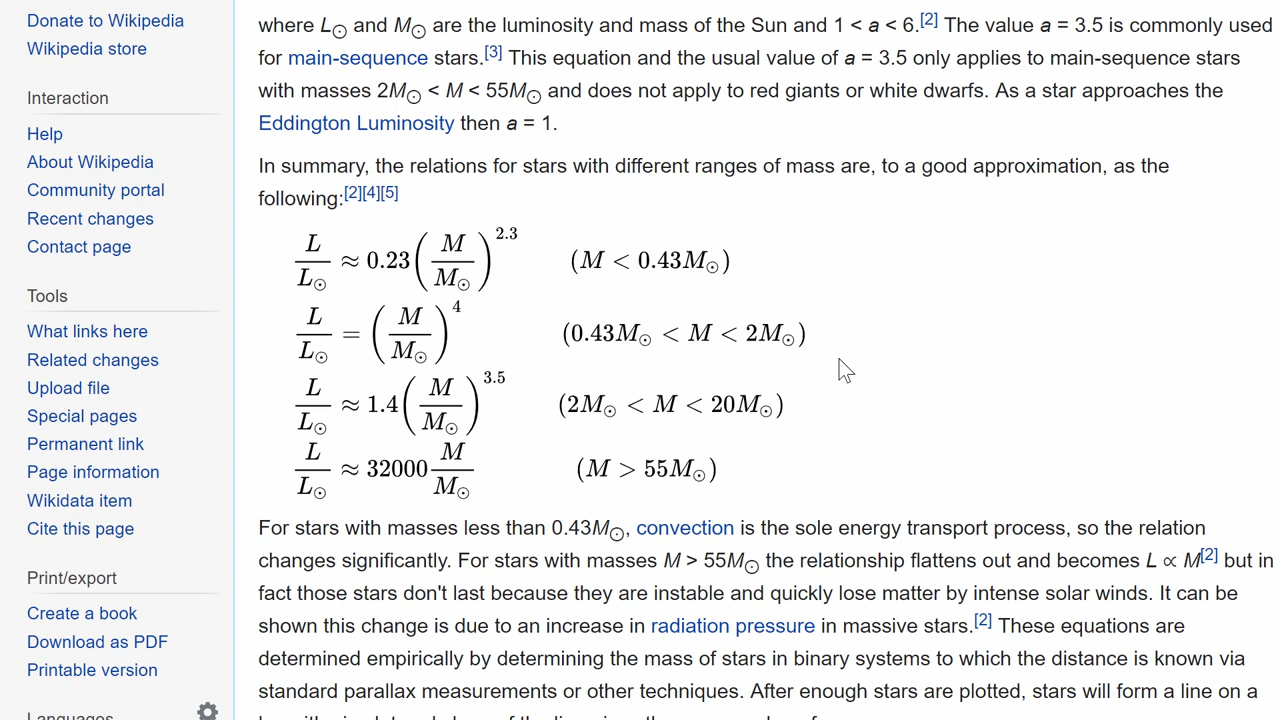 Donate to Wikipedia
Wikipedia store
Interaction
Help
About Wikipedia
Community portal
Recent changes
Contact page
Tools
What links here
Related changes
Upload file
Special pages
Permanent link
Page information
Wikidata item
Cite this page
Print/export
Create a book
Download as PDF
Printable version
Languages
where L☉ and M☉ are the luminosity and mass of the Sun and 1 < a < 6.[2] The value a = 3.5 is commonly used
for main-sequence stars.[3] This equation and the usual value of a = 3.5 only applies to main-sequence stars
with masses 2M☉ < M < 55M☉ and does not apply to red giants or white dwarfs. As a star approaches the
Eddington Luminosity then a = 1.
In summary, the relations for stars with different ranges of mass are, to a good approximation, as the
following:[2][4][5]
L/L☉ ≈ 0.23(M/M☉)^2.3 (M < 0.43M☉)
L/L☉ = (M/M☉)^4 (0.43M☉ < M < 2M☉)
L/L☉ ≈ 1.4(M/M☉)^3.5 (2M☉ < M < 20M☉)
L/L☉ ≈ 32000 M/M☉ (M > 55M☉)
For stars with masses less than 0.43M☉, convection is the sole energy transport process, so the relation
changes significantly. For stars with masses M > 55M☉ the relationship flattens out and becomes L ∝ M[2] but in
fact those stars don't last because they are instable and quickly lose matter by intense solar winds. It can be
shown this change is due to an increase in radiation pressure in massive stars.[2] These equations are
determined empirically by determining the mass of stars in binary systems to which the distance is known via
standard parallax measurements or other techniques. After enough stars are plotted, stars will form a line on a